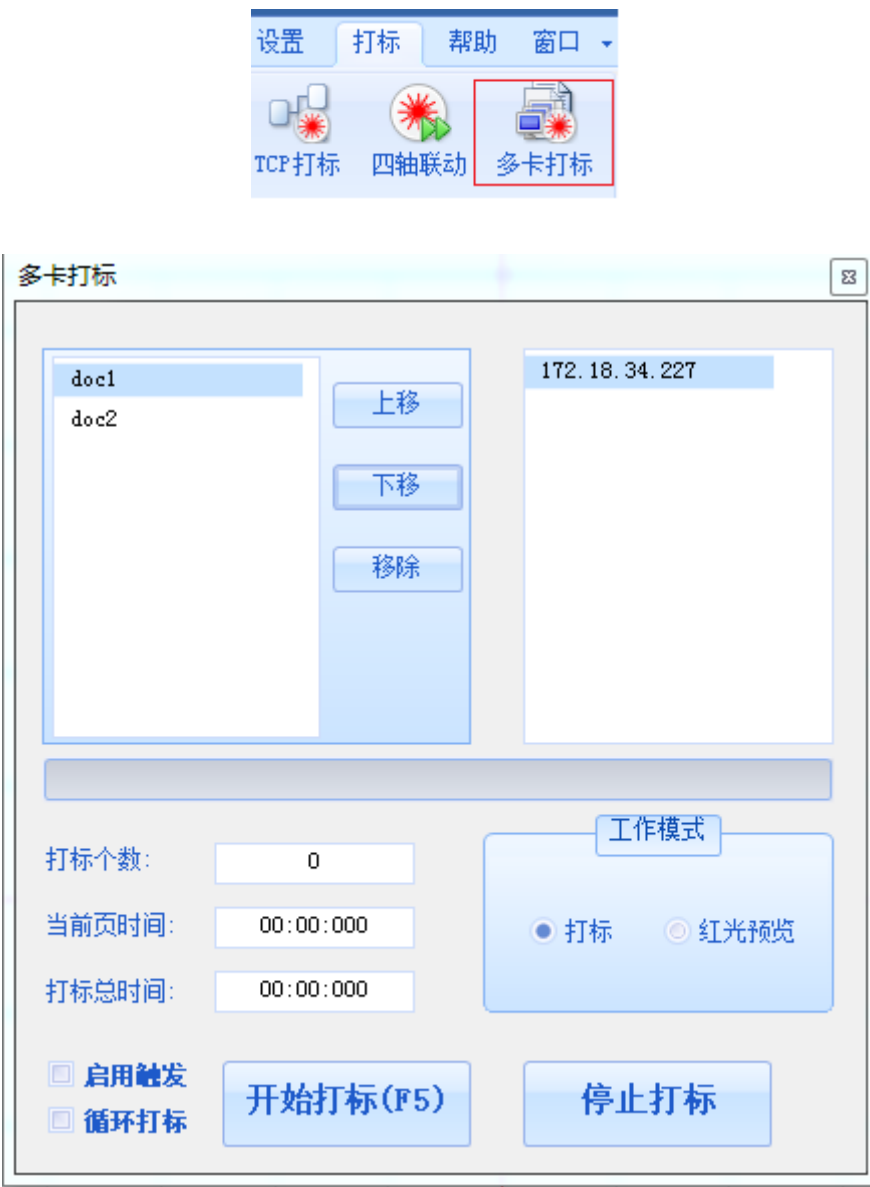 设置 打标 帮助 窗口
TCP打标 四轴联动 多卡打标
多卡打标
doc1
doc2
上移
下移
移除
172.18.34.227
打标个数: 0
当前页时间: 00:00:000
打标总时间: 00:00:000
工作模式
打标 红光预览
启用触发
循环打标
开始打标(F5)
停止打标